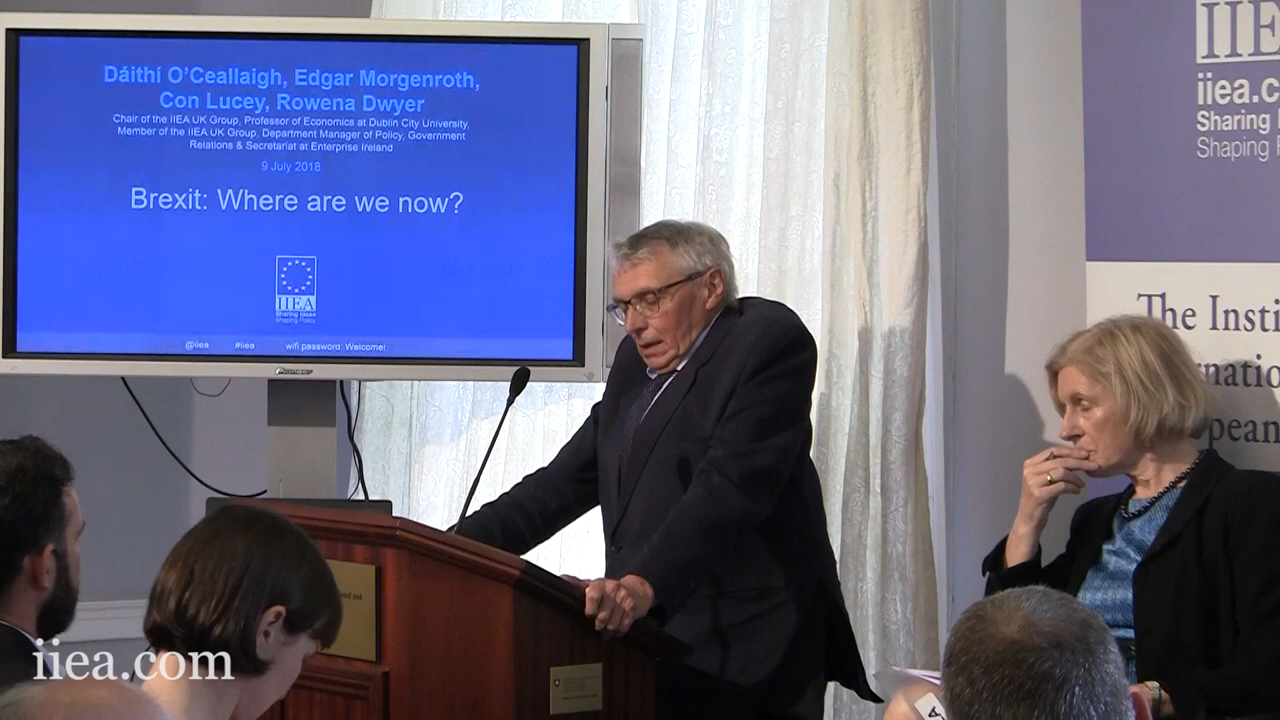 Dáithí O'Ceallaigh, Edgar Morgenroth,
Con Lucey, Rowena Dwyer
Chair of the IIEA UK Group, Professor of Economics at Dublin City University,
Member of the IIEA UK Group, Department Manager of Policy, Government
Relations & Secretariat at Enterprise Ireland
9 July 2018
Brexit: Where are we now?
IIEA
Sharing Ideas
Shaping Policy
@iiea #iiea wifi password: Welcome!
PIONEER
IIE
iiea.c
Sharing
Shaping
The Insti
rnatio
pean
iiea.com